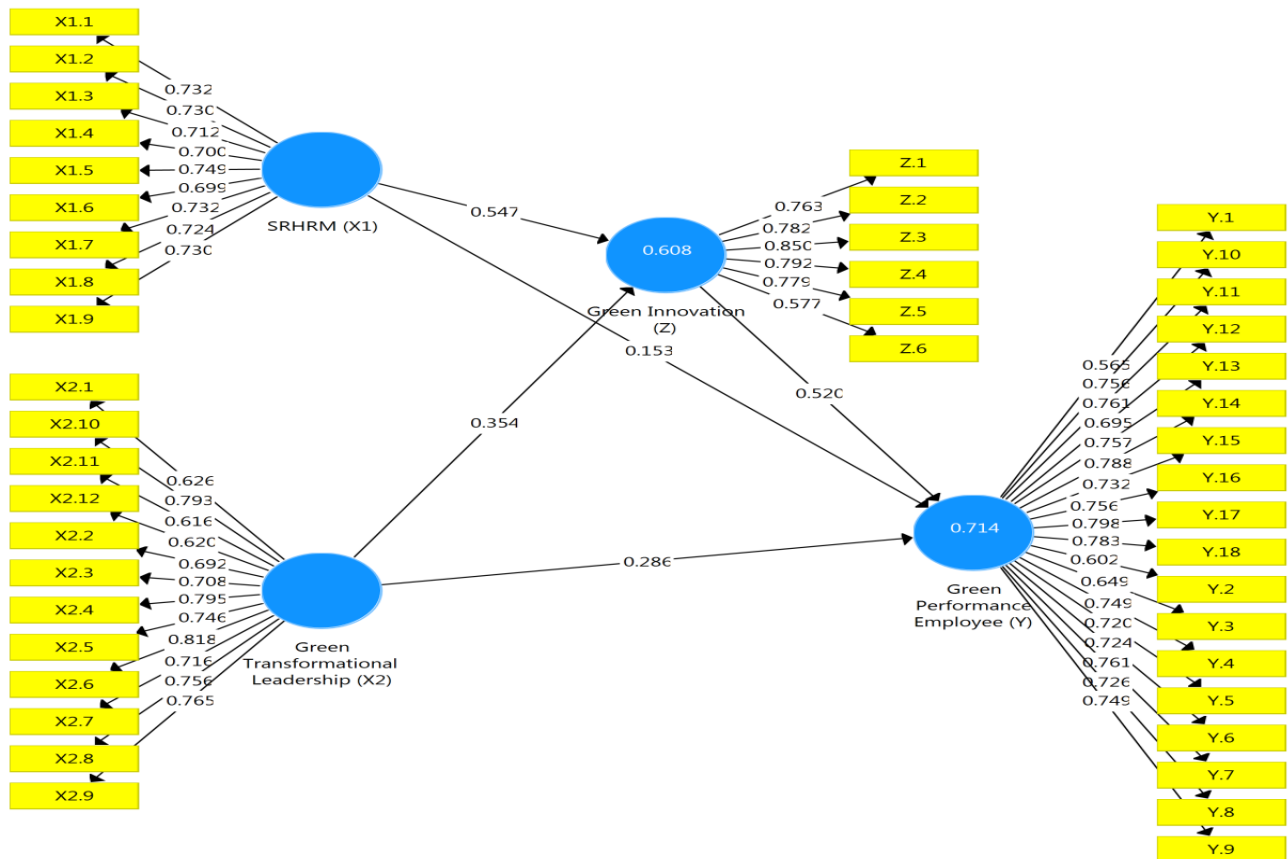 X1.1
X1.2
X1.3
X1.4
X1.5
X1.6
X1.7
X1.8
X1.9
0.732
0.730
0.712
0.700
0.749
0.699
0.732
0.724
0.730
SRHRM (X1)
X2.1
X2.10
X2.11
X2.12
X2.2
X2.3
X2.4
X2.5
X2.6
X2.7
X2.8
X2.9
0.626
0.793
0.616
0.620
0.692
0.708
0.795
0.746
0.818
0.716
0.756
0.765
Green
Transformational
Leadership (X2)
0.547
0.153
0.354
0.286
0.520
0.608
Green Innovation
(Z)
0.763
0.782
0.850
0.792
0.779
0.577
Z.1
Z.2
Z.3
Z.4
Z.5
Z.6
0.714
Green
Performance
Employee (Y)
0.565
0.756
0.761
0.695
0.757
0.788
0.732
0.756
0.798
0.783
0.602
0.649
0.749
0.720
0.724
0.761
0.726
0.749
Y.1
Y.10
Y.11
Y.12
Y.13
Y.14
Y.15
Y.16
Y.17
Y.18
Y.2
Y.3
Y.4
Y.5
Y.6
Y.7
Y.8
Y.9